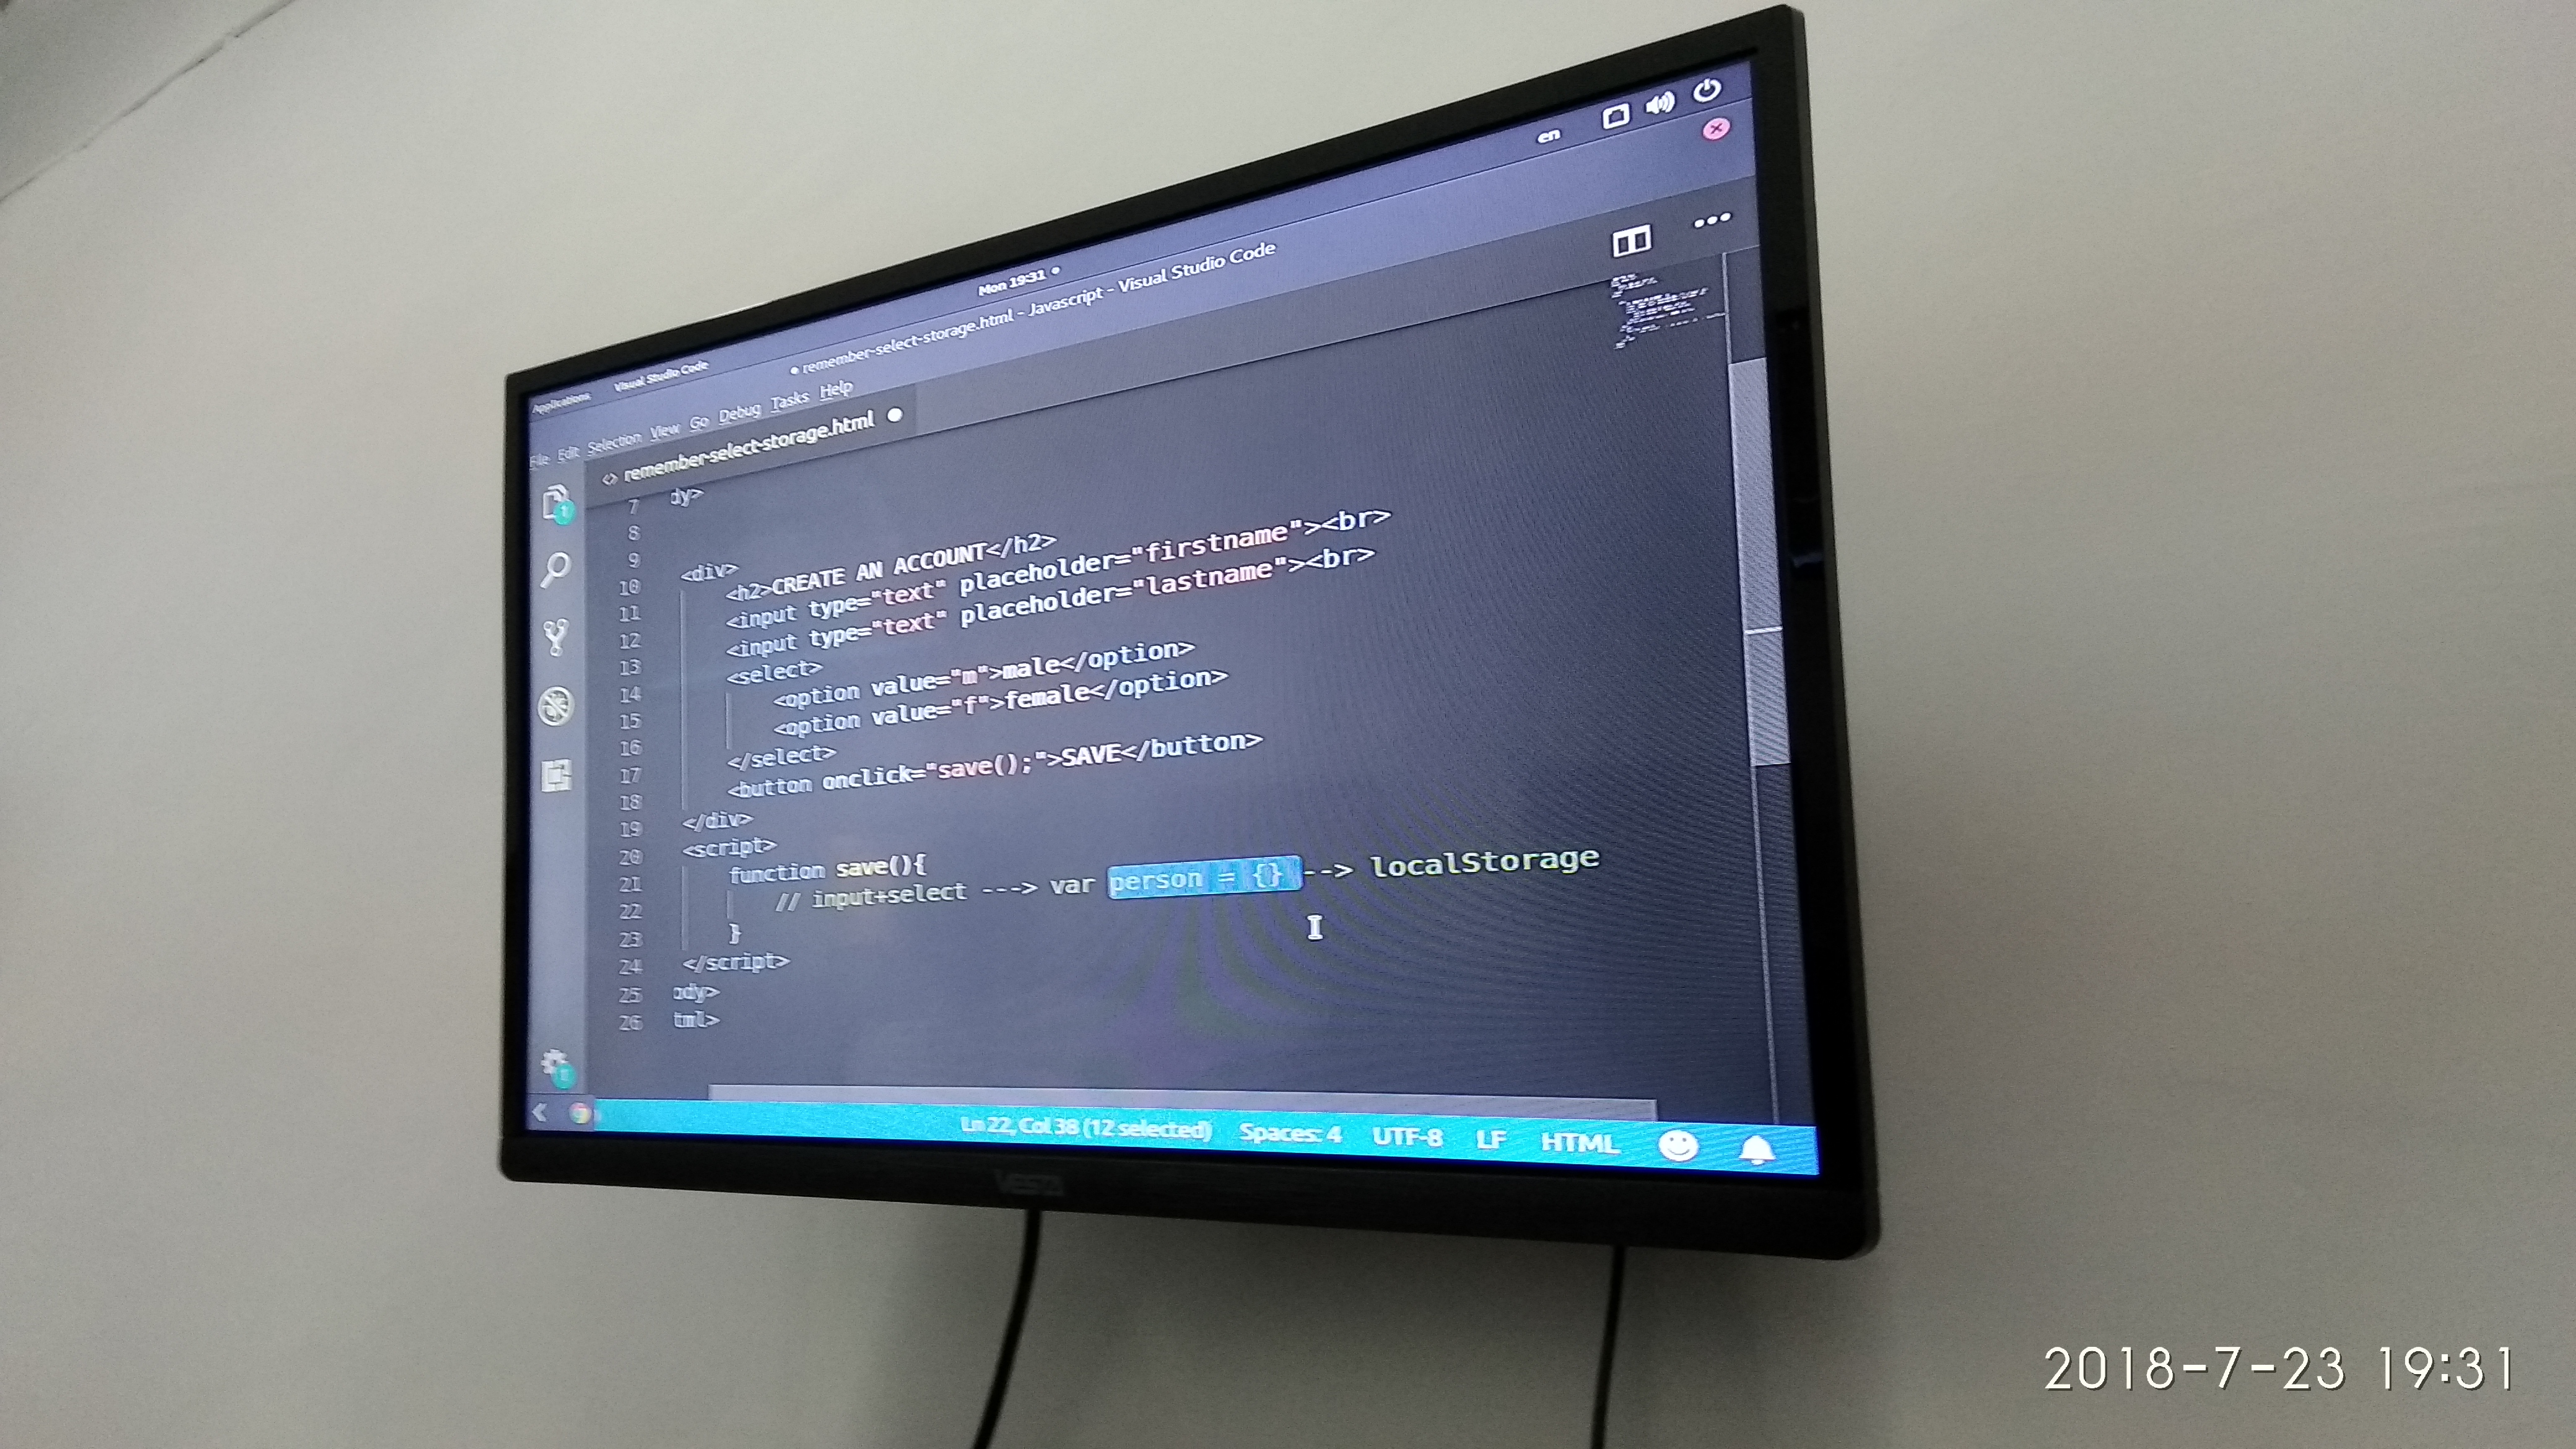 en
Mon 19:31
Applications Visual Studio Code
● remember-select-storage.html - Javascript - Visual Studio Code
File Edit Selection View Go Debug Tasks Help
<> remember-select-storage.html ●
7 dy>
8
9 <div>
10 <h2>CREATE AN ACCOUNT</h2>
11 <input type="text" placeholder="firstname"><br>
12 <input type="text" placeholder="lastname"><br>
13 <select>
14 <option value="m">male</option>
15 <option value="f">female</option>
16 </select>
17 <button onclick="save();">SAVE</button>
18
19 </div>
20 <script>
21 function save(){
22 // input+select ---> var person = {} --> localStorage
23 }
24 </script>
25 ody>
26 tml>
Ln 22, Col 38 (12 selected) Spaces: 4 UTF-8 LF HTML
2018-7-23 19:31